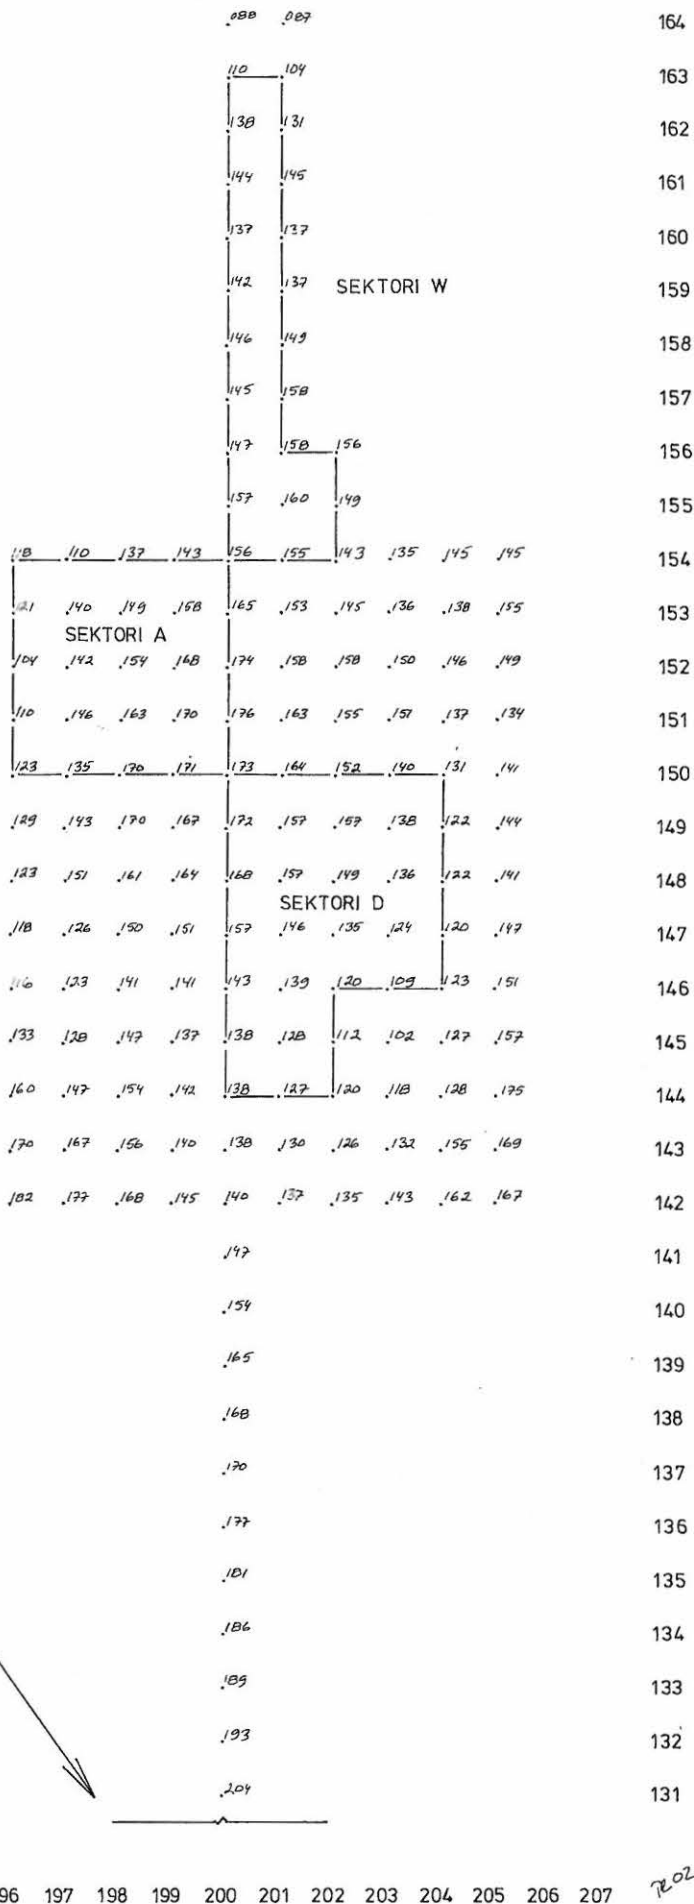 .088 .087 164
.110 .104 163
.138 .131 162
.144 .145 161
.137 .137 160
.142 .137 SEKTORI W 159
.146 .149 158
.145 .158 157
.147 .158 .156 156
.157 .160 .149 155
.118 .110 .137 .143 .156 .155 .143 .135 .145 .145 154
.121 .140 .149 .158 .165 .153 .145 .136 .138 .155 153
SEKTORI A
.104 .142 .154 .168 .174 .158 .158 .150 .146 .149 152
.110 .146 .163 .170 .176 .163 .155 .151 .137 .134 151
.123 .135 .170 .171 .173 .164 .152 .140 .131 .141 150
.129 .143 .170 .167 .172 .157 .157 .138 .122 .144 149
.123 .151 .161 .164 .168 .157 .149 .136 .122 .141 148
SEKTORI D
.118 .126 .150 .151 .157 .146 .135 .124 .120 .147 147
.116 .123 .141 .141 .143 .139 .120 .109 .123 .151 146
.133 .128 .147 .137 .138 .128 .112 .102 .127 .157 145
.160 .147 .154 .142 .138 .127 .120 .118 .128 .175 144
.170 .167 .156 .140 .138 .130 .126 .132 .155 .169 143
.182 .177 .168 .145 .140 .137 .135 .143 .162 .167 142
.147 141
.154 140
.165 139
.168 138
.170 137
.177 136
.181 135
.186 134
.189 133
.193 132
.204 131
96 197 198 199 200 201 202 203 204 205 206 207